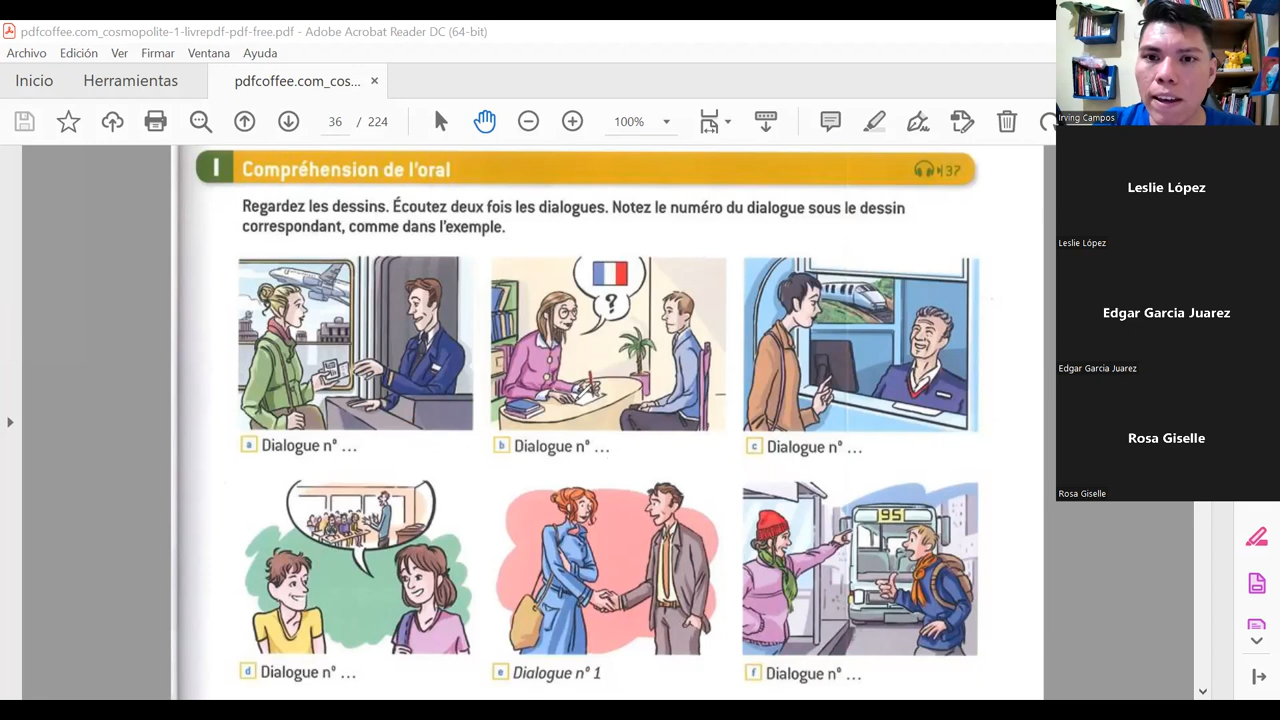 pdfcoffee.com_cosmopolite-1-livrepdf-pdf-free.pdf - Adobe Acrobat Reader DC (64-bit)
Archivo Edición Ver Firmar Ventana Ayuda
Inicio Herramientas pdfcoffee.com_cos... ×
36 / 224 100%
I Compréhension de l'oral 37
Regardez les dessins. Écoutez deux fois les dialogues. Notez le numéro du dialogue sous le dessin
correspondant, comme dans l'exemple.
?
a Dialogue n° …
b Dialogue n° …
c Dialogue n° …
95
d Dialogue n° …
e Dialogue n° 1
f Dialogue n° …
Irving Campos
Leslie López
Leslie López
Edgar Garcia Juarez
Edgar Garcia Juarez
Rosa Giselle
Rosa Giselle